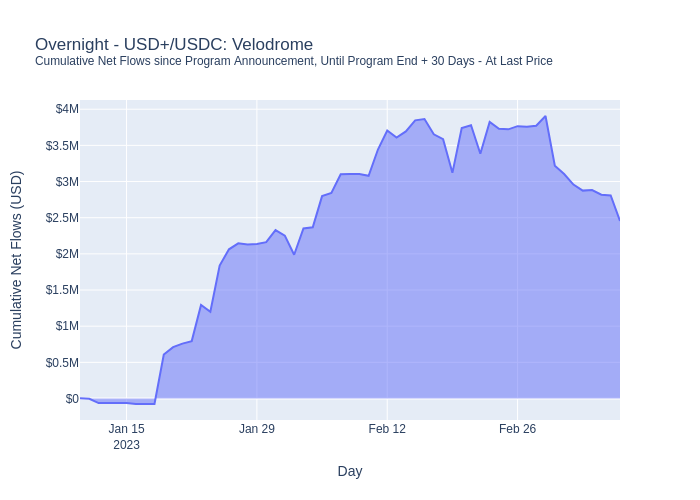 Overnight - USD+/USDC: Velodrome
Cumulative Net Flows since Program Announcement, Until Program End + 30 Days - At Last Price
Cumulative Net Flows (USD)
$4M
$3.5M
$3M
$2.5M
$2M
$1.5M
$1M
$0.5M
$0
Jan 15
2023
Jan 29
Feb 12
Feb 26
Day